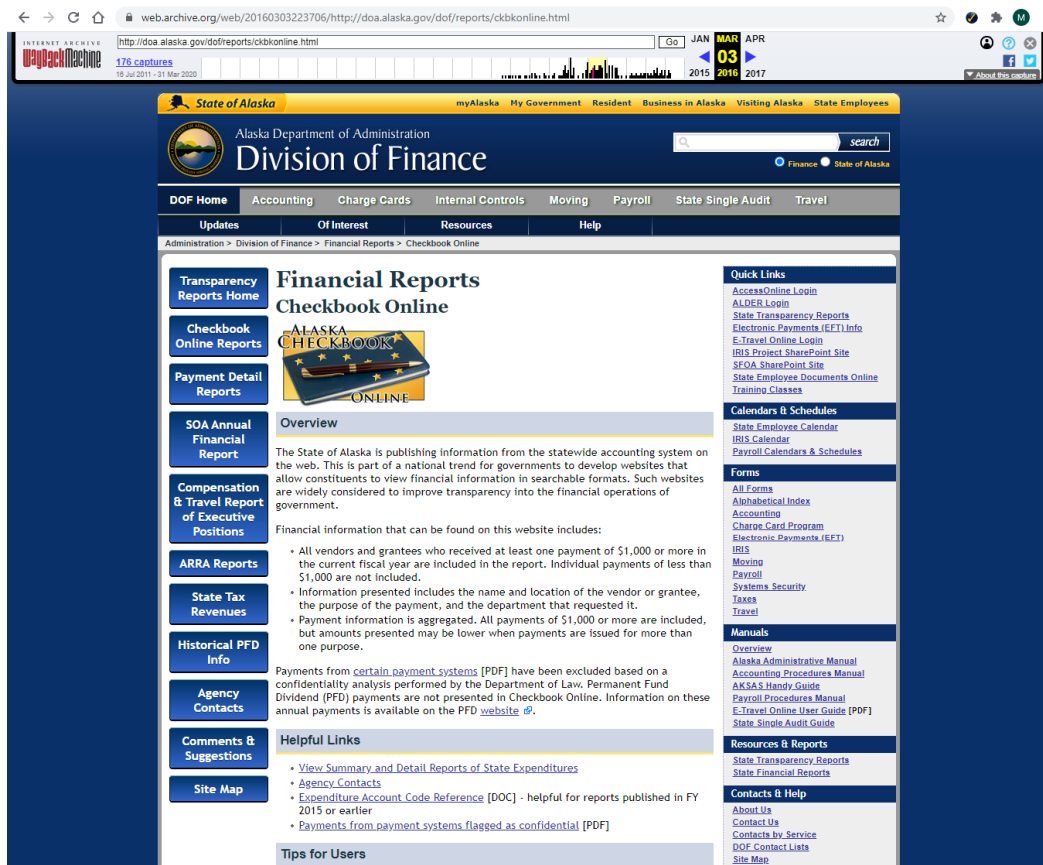 web.archive.org/web/20160303223706/http://doa.alaska.gov/dof/reports/ckbkonline.html
M
INTERNET ARCHIVE
WayBackMachine
http://doa.alaska.gov/dof/reports/ckbkonline.html
Go
JAN MAR APR
176 captures
03
16 Jul 2011 - 31 Mar 2020
2015 2016 2017
About this capture
State of Alaska
myAlaska My Government Resident Business in Alaska Visiting Alaska State Employees
Alaska Department of Administration
Division of Finance
search
Finance State of Alaska
DOF Home Accounting Charge Cards Internal Controls Moving Payroll State Single Audit Travel
Updates Of Interest Resources Help
Administration > Division of Finance > Financial Reports > Checkbook Online
Transparency
Reports Home
Checkbook
Online Reports
Payment Detail
Reports
SOA Annual
Financial
Report
Compensation
& Travel Report
of Executive
Positions
ARRA Reports
State Tax
Revenues
Historical PFD
Info
Agency
Contacts
Comments &
Suggestions
Site Map
Financial Reports
Checkbook Online
ALASKA
CHECKBOOK
ONLINE
Overview
The State of Alaska is publishing information from the statewide accounting system on
the web. This is part of a national trend for governments to develop websites that
allow constituents to view financial information in searchable formats. Such websites
are widely considered to improve transparency into the financial operations of
government.
Financial information that can be found on this website includes:
• All vendors and grantees who received at least one payment of $1,000 or more in
the current fiscal year are included in the report. Individual payments of less than
$1,000 are not included.
• Information presented includes the name and location of the vendor or grantee,
the purpose of the payment, and the department that requested it.
• Payment information is aggregated. All payments of $1,000 or more are included,
but amounts presented may be lower when payments are issued for more than
one purpose.
Payments from certain payment systems [PDF] have been excluded based on a
confidentiality analysis performed by the Department of Law. Permanent Fund
Dividend (PFD) payments are not presented in Checkbook Online. Information on these
annual payments is available on the PFD website.
Helpful Links
• View Summary and Detail Reports of State Expenditures
• Agency Contacts
• Expenditure Account Code Reference [DOC] - helpful for reports published in FY
2015 or earlier
• Payments from payment systems flagged as confidential [PDF]
Tips for Users
Quick Links
AccessOnline Login
ALDER Login
State Transparency Reports
Electronic Payments (EFT) Info
E-Travel Online Login
IRIS Project SharePoint Site
SFOA SharePoint Site
State Employee Documents Online
Training Classes
Calendars & Schedules
State Employee Calendar
IRIS Calendar
Payroll Calendars & Schedules
Forms
All Forms
Alphabetical Index
Accounting
Charge Card Program
Electronic Payments (EFT)
IRIS
Moving
Payroll
Systems Security
Taxes
Travel
Manuals
Overview
Alaska Administrative Manual
Accounting Procedures Manual
AKSAS Handy Guide
Payroll Procedures Manual
E-Travel Online User Guide [PDF]
State Single Audit Guide
Resources & Reports
State Transparency Reports
State Financial Reports
Contacts & Help
About Us
Contact Us
Contacts by Service
DOF Contact Lists
Site Map